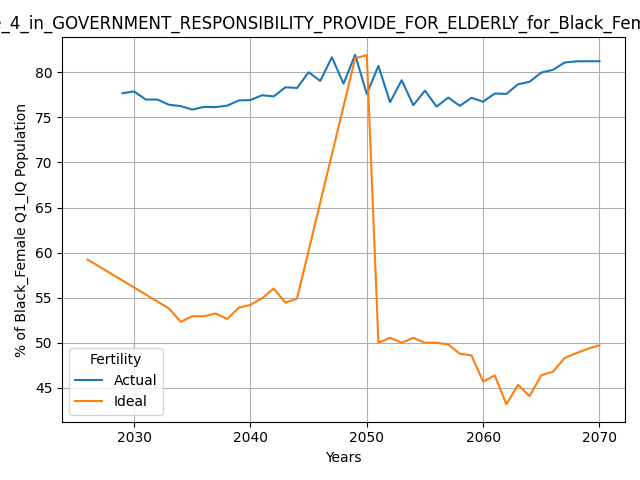 _4_in_GOVERNMENT_RESPONSIBILITY_PROVIDE_FOR_ELDERLY_for_Black_Fem
% of Black_Female Q1_IQ Population
80
75
70
65
60
55
50
45
Fertility
Actual
Ideal
2030 2040 2050 2060 2070
Years